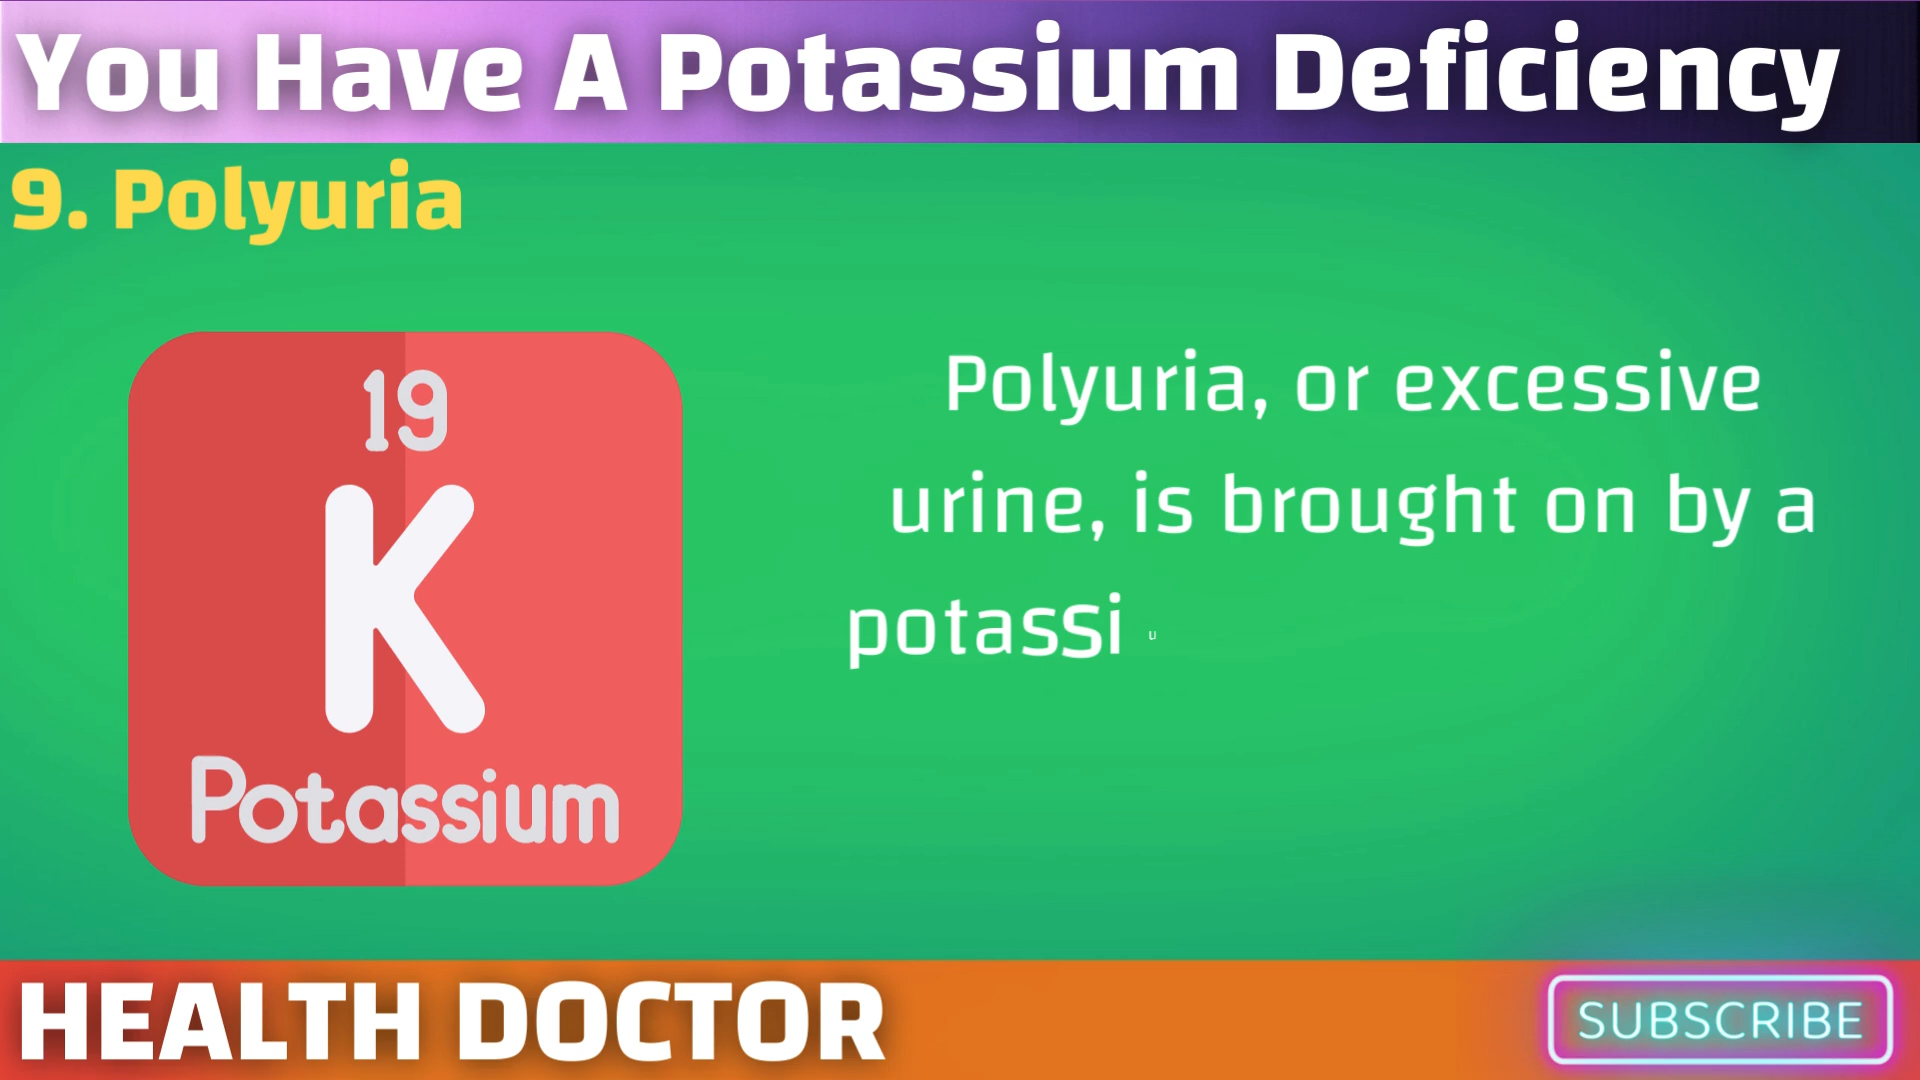 You Have A Potassium Deficiency
9. Polyuria
19
K
Potassium
Polyuria, or excessive
urine, is brought on by a
potassi u
HEALTH DOCTOR
SUBSCRIBE